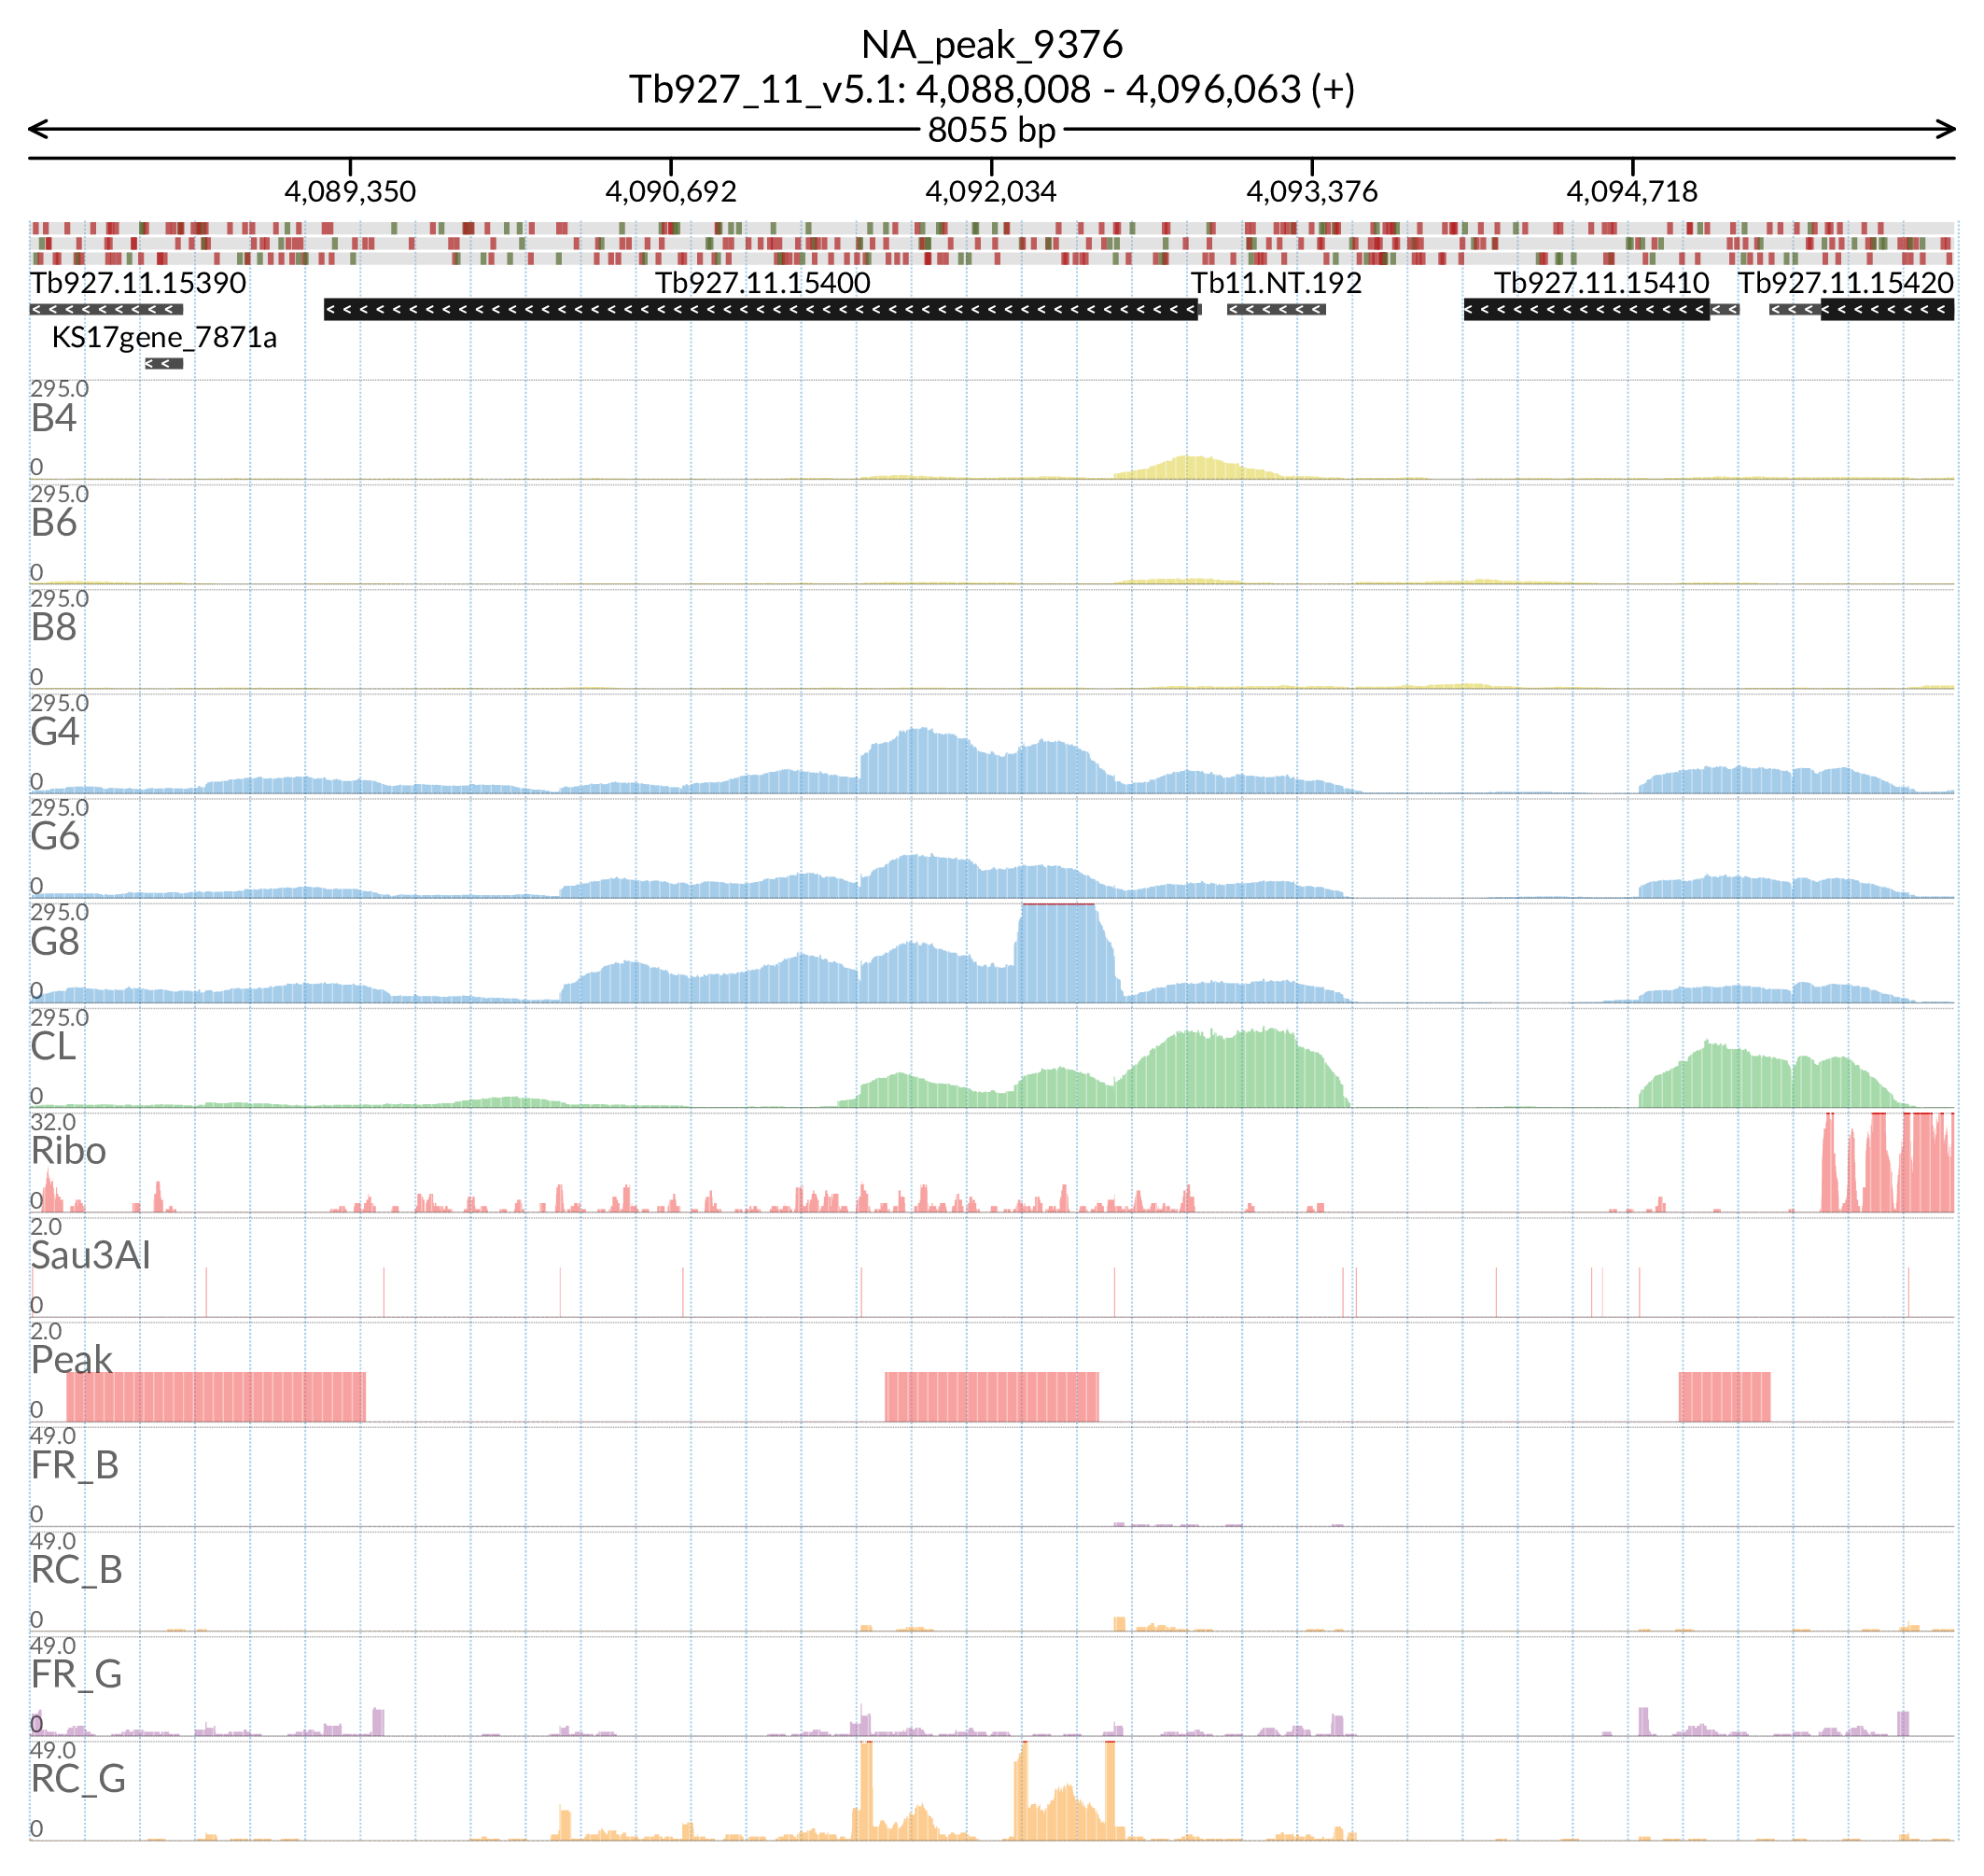 NA_peak_9376
Tb927_11_v5.1: 4,088,008 - 4,096,063 (+)
8055 bp
4,089,350 4,090,692 4,092,034 4,093,376 4,094,718
Tb927.11.15390 Tb927.11.15400 Tb11.NT.192 Tb927.11.15410 Tb927.11.15420
KS17gene_7871a
295.0
B4
0
295.0
B6
0
295.0
B8
0
295.0
G4
0
295.0
G6
0
295.0
G8
0
295.0
CL
0
32.0
Ribo
0
2.0
Sau3AI
0
2.0
Peak
0
49.0
FR_B
0
49.0
RC_B
0
49.0
FR_G
0
49.0
RC_G
0